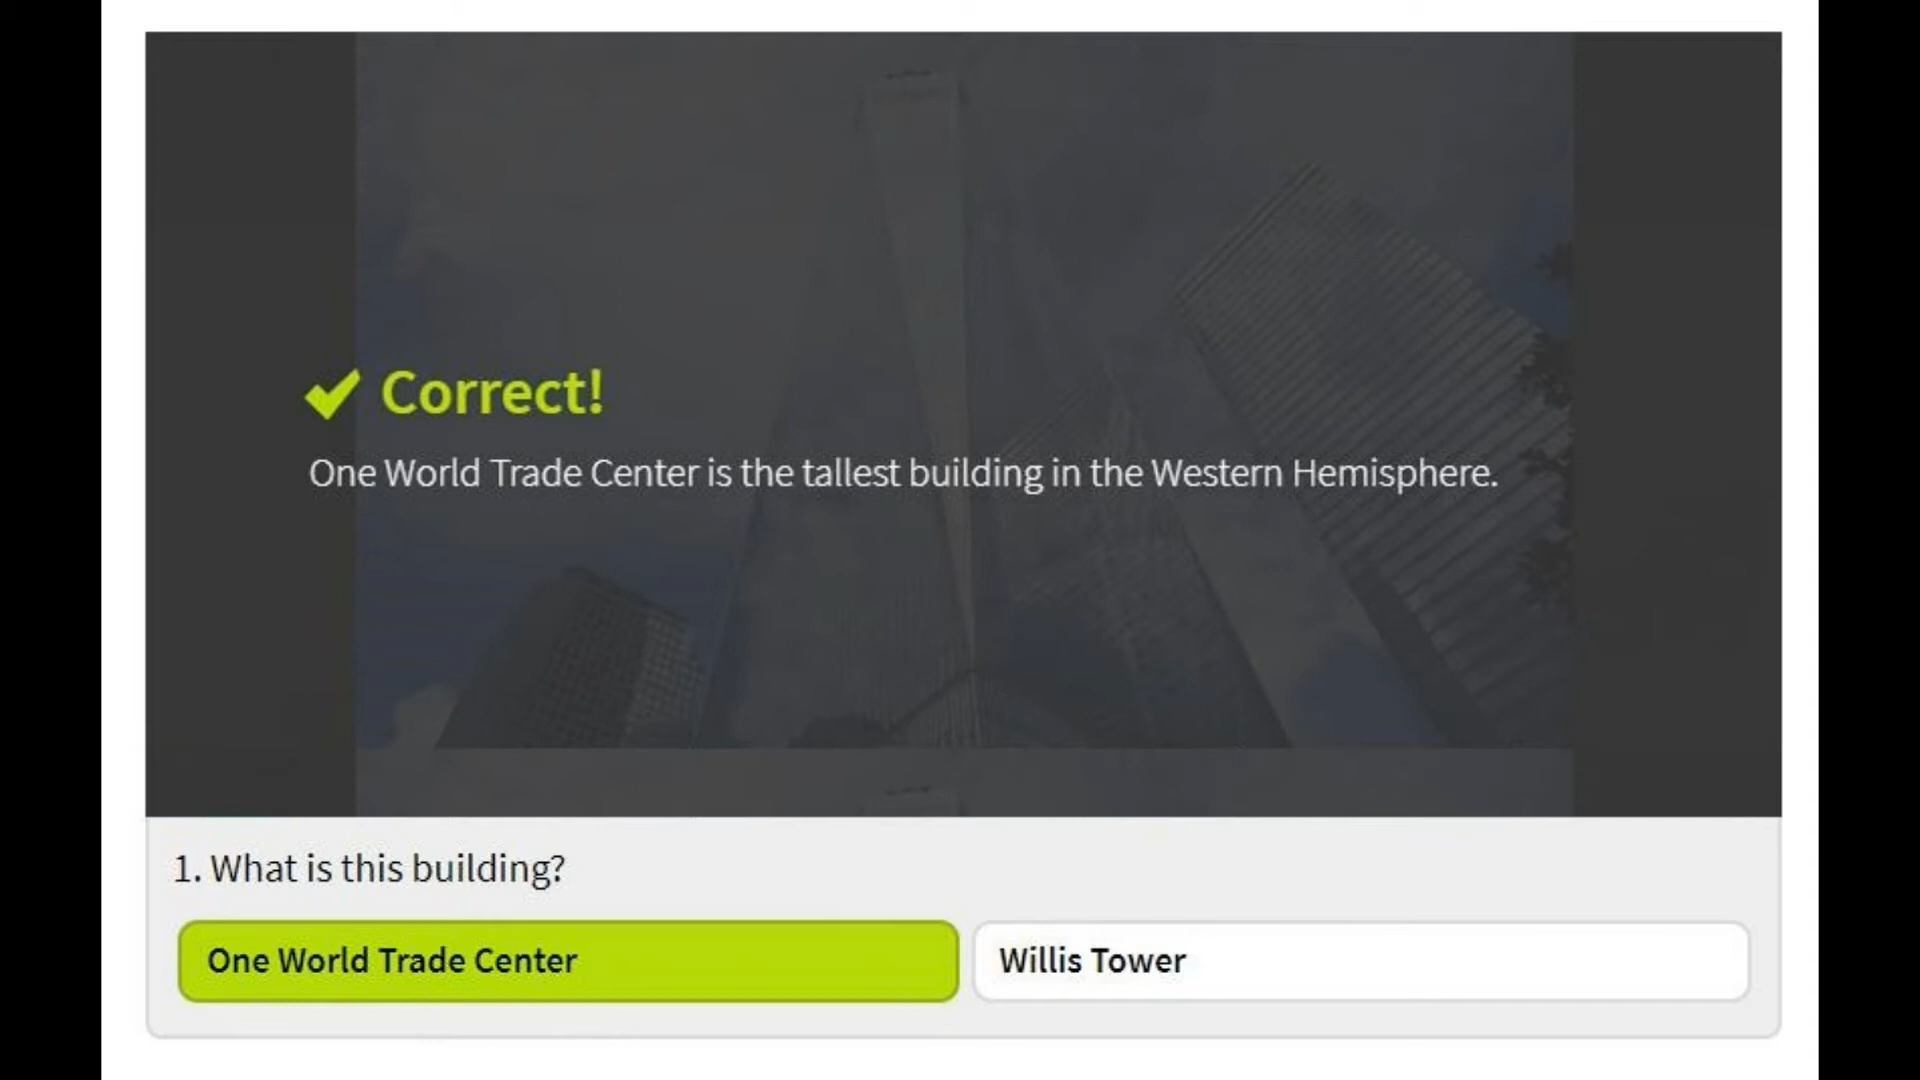 Correct!
One World Trade Center is the tallest building in the Western Hemisphere.
1. What is this building?
One World Trade Center
Willis Tower